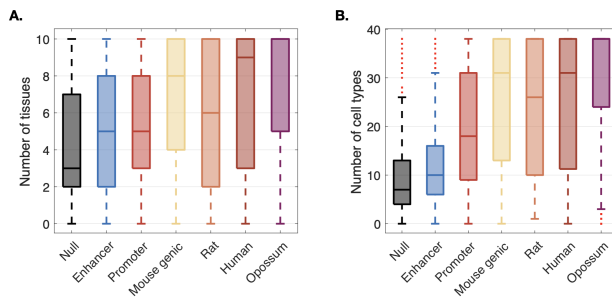 A.
B.
Number of tissues
10
8
6
4
2
0
Null
Enhancer
Promoter
Mouse genic
Rat
Human
Opossum
Number of cell types
40
30
20
10
0
Null
Enhancer
Promoter
Mouse genic
Rat
Human
Opossum